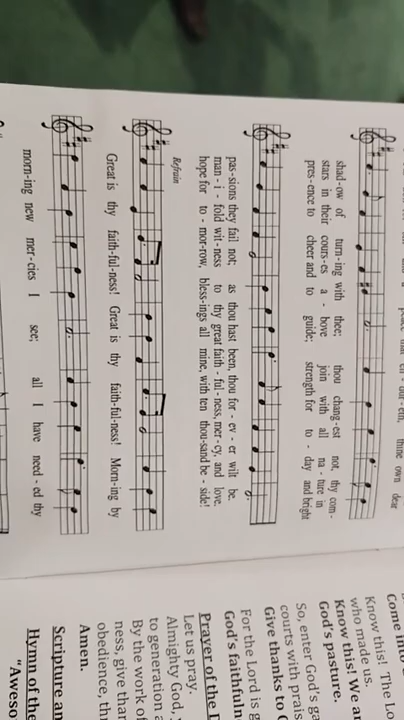 thine own dear
shad-ow of turn-ing with thee; thou chang-est not, thy com-
stars in their cours-es a - bove join with all na - ture in
pres-ence to cheer and to guide; strength for to - day and bright
pas-sions they fail not; as thou hast been, thou for - ev - er wilt be.
man - i - fold wit - ness to thy great faith - ful - ness, mer - cy, and love.
hope for to - mor-row, bless-ings all mine, with ten thou-sand be - side!
Refrain
Great is thy faith-ful-ness! Great is thy faith-ful-ness! Morn-ing by
morn-ing new mer-cies I see; all I have need - ed thy
Come into
Know this! The Lo
who made us.
Know this! We ar
God's pasture.
So, enter God's ga
courts with prais
Give thanks to G
For the Lord is g
God's faithfuln
Prayer of the
Let us pray.
Almighty God,
to generation a
By the work of
ness, give than
obedience, thr
Amen.
Scripture an
Hymn of the
"Aweso